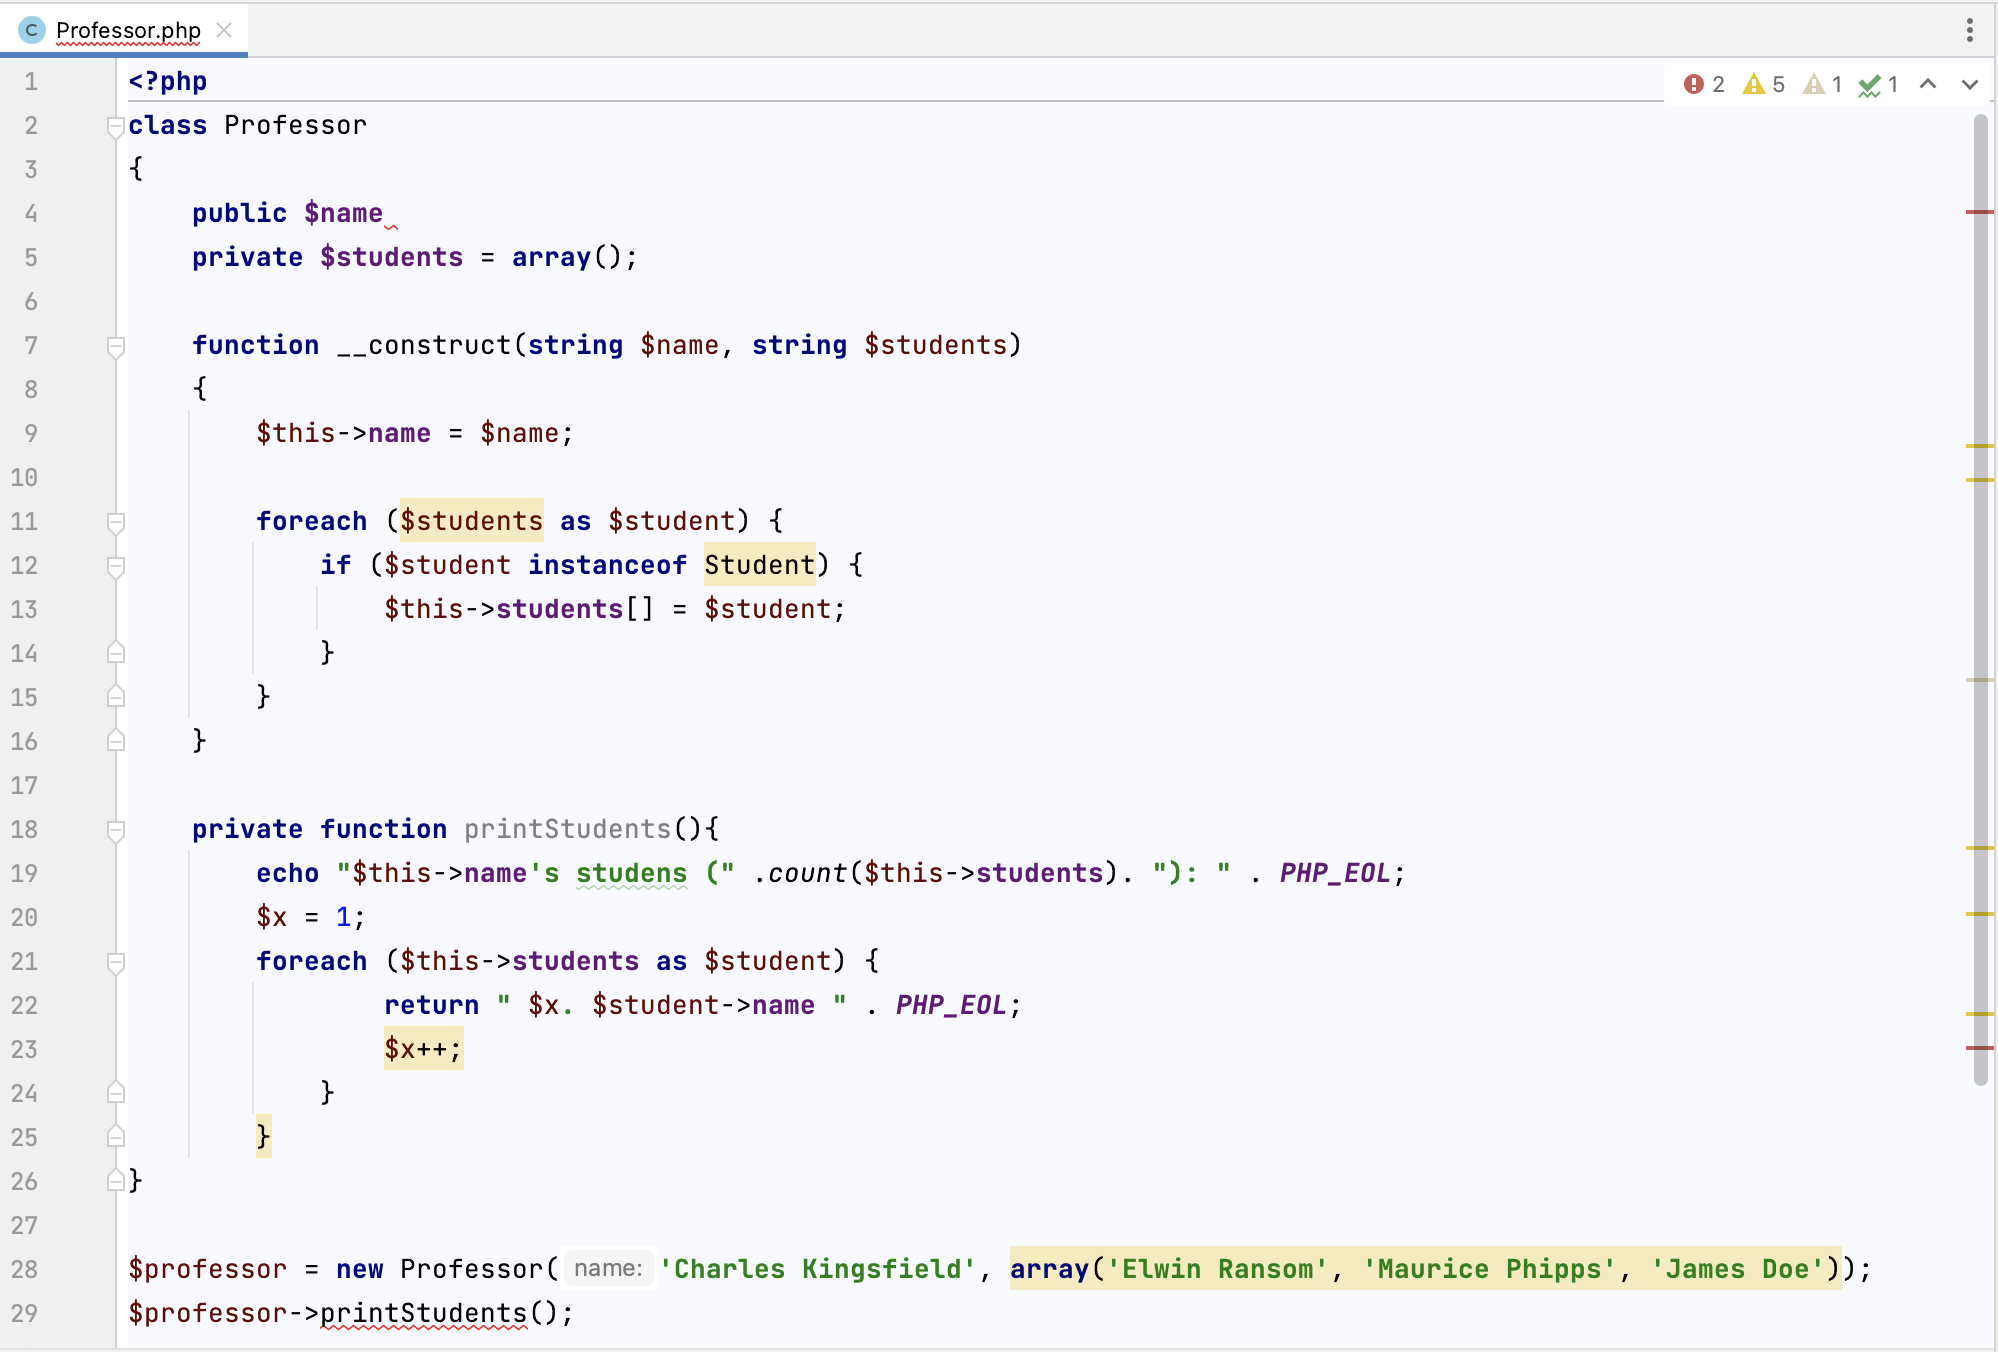 Professor.php
1 <?php
2 5 1 1
2 class Professor
3 {
4     public $name
5     private $students = array();
6
7     function __construct(string $name, string $students)
8     {
9         $this->name = $name;
10
11         foreach ($students as $student) {
12             if ($student instanceof Student) {
13                 $this->students[] = $student;
14             }
15         }
16     }
17
18     private function printStudents(){
19         echo "$this->name's studens (" .count($this->students). "): " . PHP_EOL;
20         $x = 1;
21         foreach ($this->students as $student) {
22                 return " $x. $student->name " . PHP_EOL;
23                 $x++;
24             }
25         }
26 }
27
28 $professor = new Professor( name: 'Charles Kingsfield', array('Elwin Ransom', 'Maurice Phipps', 'James Doe'));
29 $professor->printStudents();